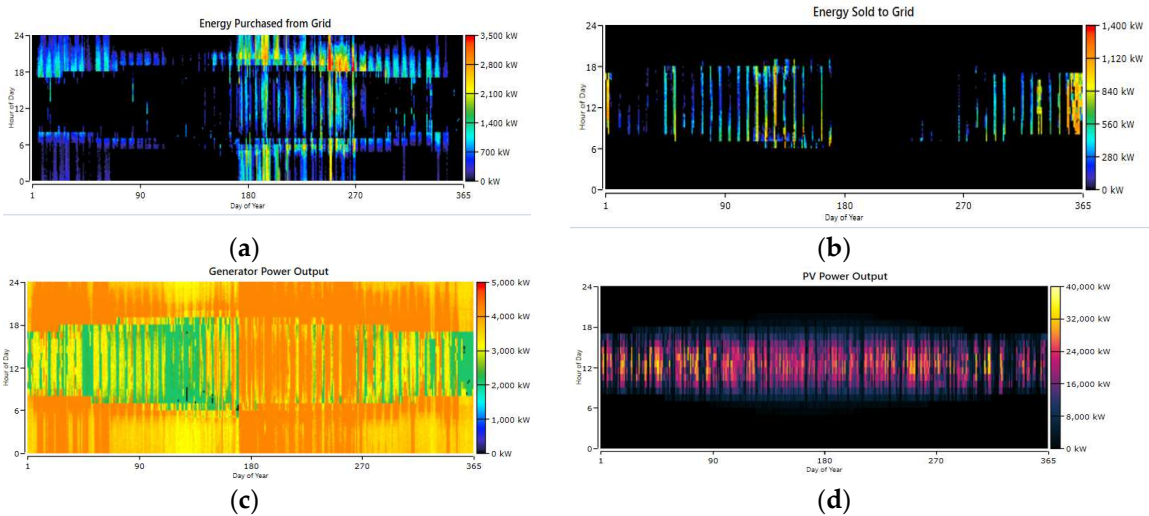 Energy Purchased from Grid
Hour of Day
24
18
12
6
0
1
90
180
270
365
Day of Year
3,500 kW
2,800 kW
2,100 kW
1,400 kW
700 kW
0 kW
(a)
Energy Sold to Grid
Hour of Day
24
18
12
6
0
1
90
180
270
365
Day of Year
1,400 kW
1,120 kW
840 kW
560 kW
280 kW
0 kW
(b)
Generator Power Output
Hour of Day
24
18
12
6
0
1
90
180
270
365
Day of Year
5,000 kW
4,000 kW
3,000 kW
2,000 kW
1,000 kW
0 kW
(c)
PV Power Output
Hour of Day
24
18
12
6
0
1
90
180
270
365
Day of Year
40,000 kW
32,000 kW
24,000 kW
16,000 kW
8,000 kW
0 kW
(d)